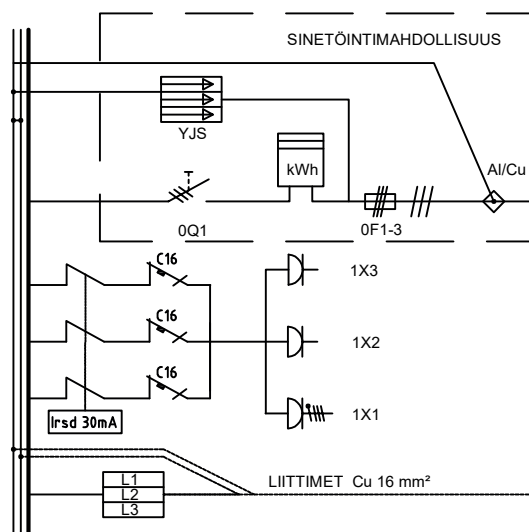 SINETÖINTIMAHDOLLISUUS
YJS
kWh
Al/Cu
0Q1
0F1-3
C16
1X3
C16
1X2
C16
1X1
Irsd 30mA
LIITTIMET Cu 16 mm²
L1
L2
L3